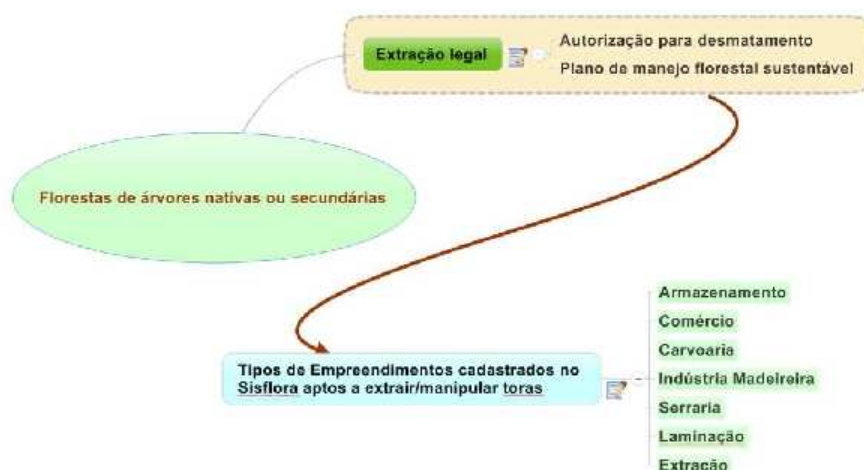 Extração legal
Autorização para desmatamento
Plano de manejo florestal sustentável
Florestas de árvores nativas ou secundárias
Tipos de Empreendimentos cadastrados no
Sisflora aptos a extrair/manipular toras
Armazenamento
Comércio
Carvoaria
Indústria Madeireira
Serraria
Laminação
Extração